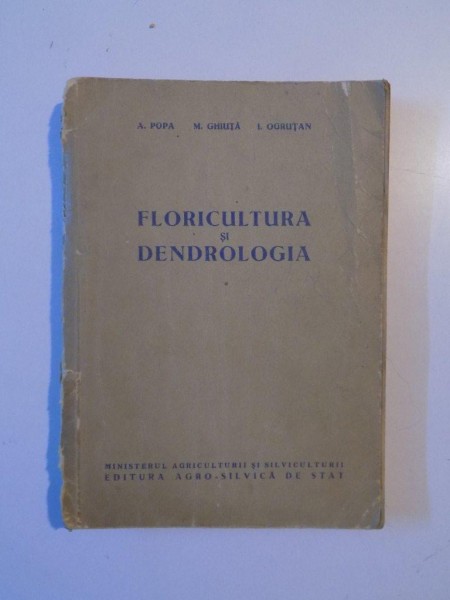 A. POPA M. GHIUȚĂ I. OGRUȚAN
FLORICULTURA
ȘI
DENDROLOGIA
MINISTERUL AGRICULTURII ȘI SILVICULTURII
EDITURA AGRO-SILVICĂ DE STAT